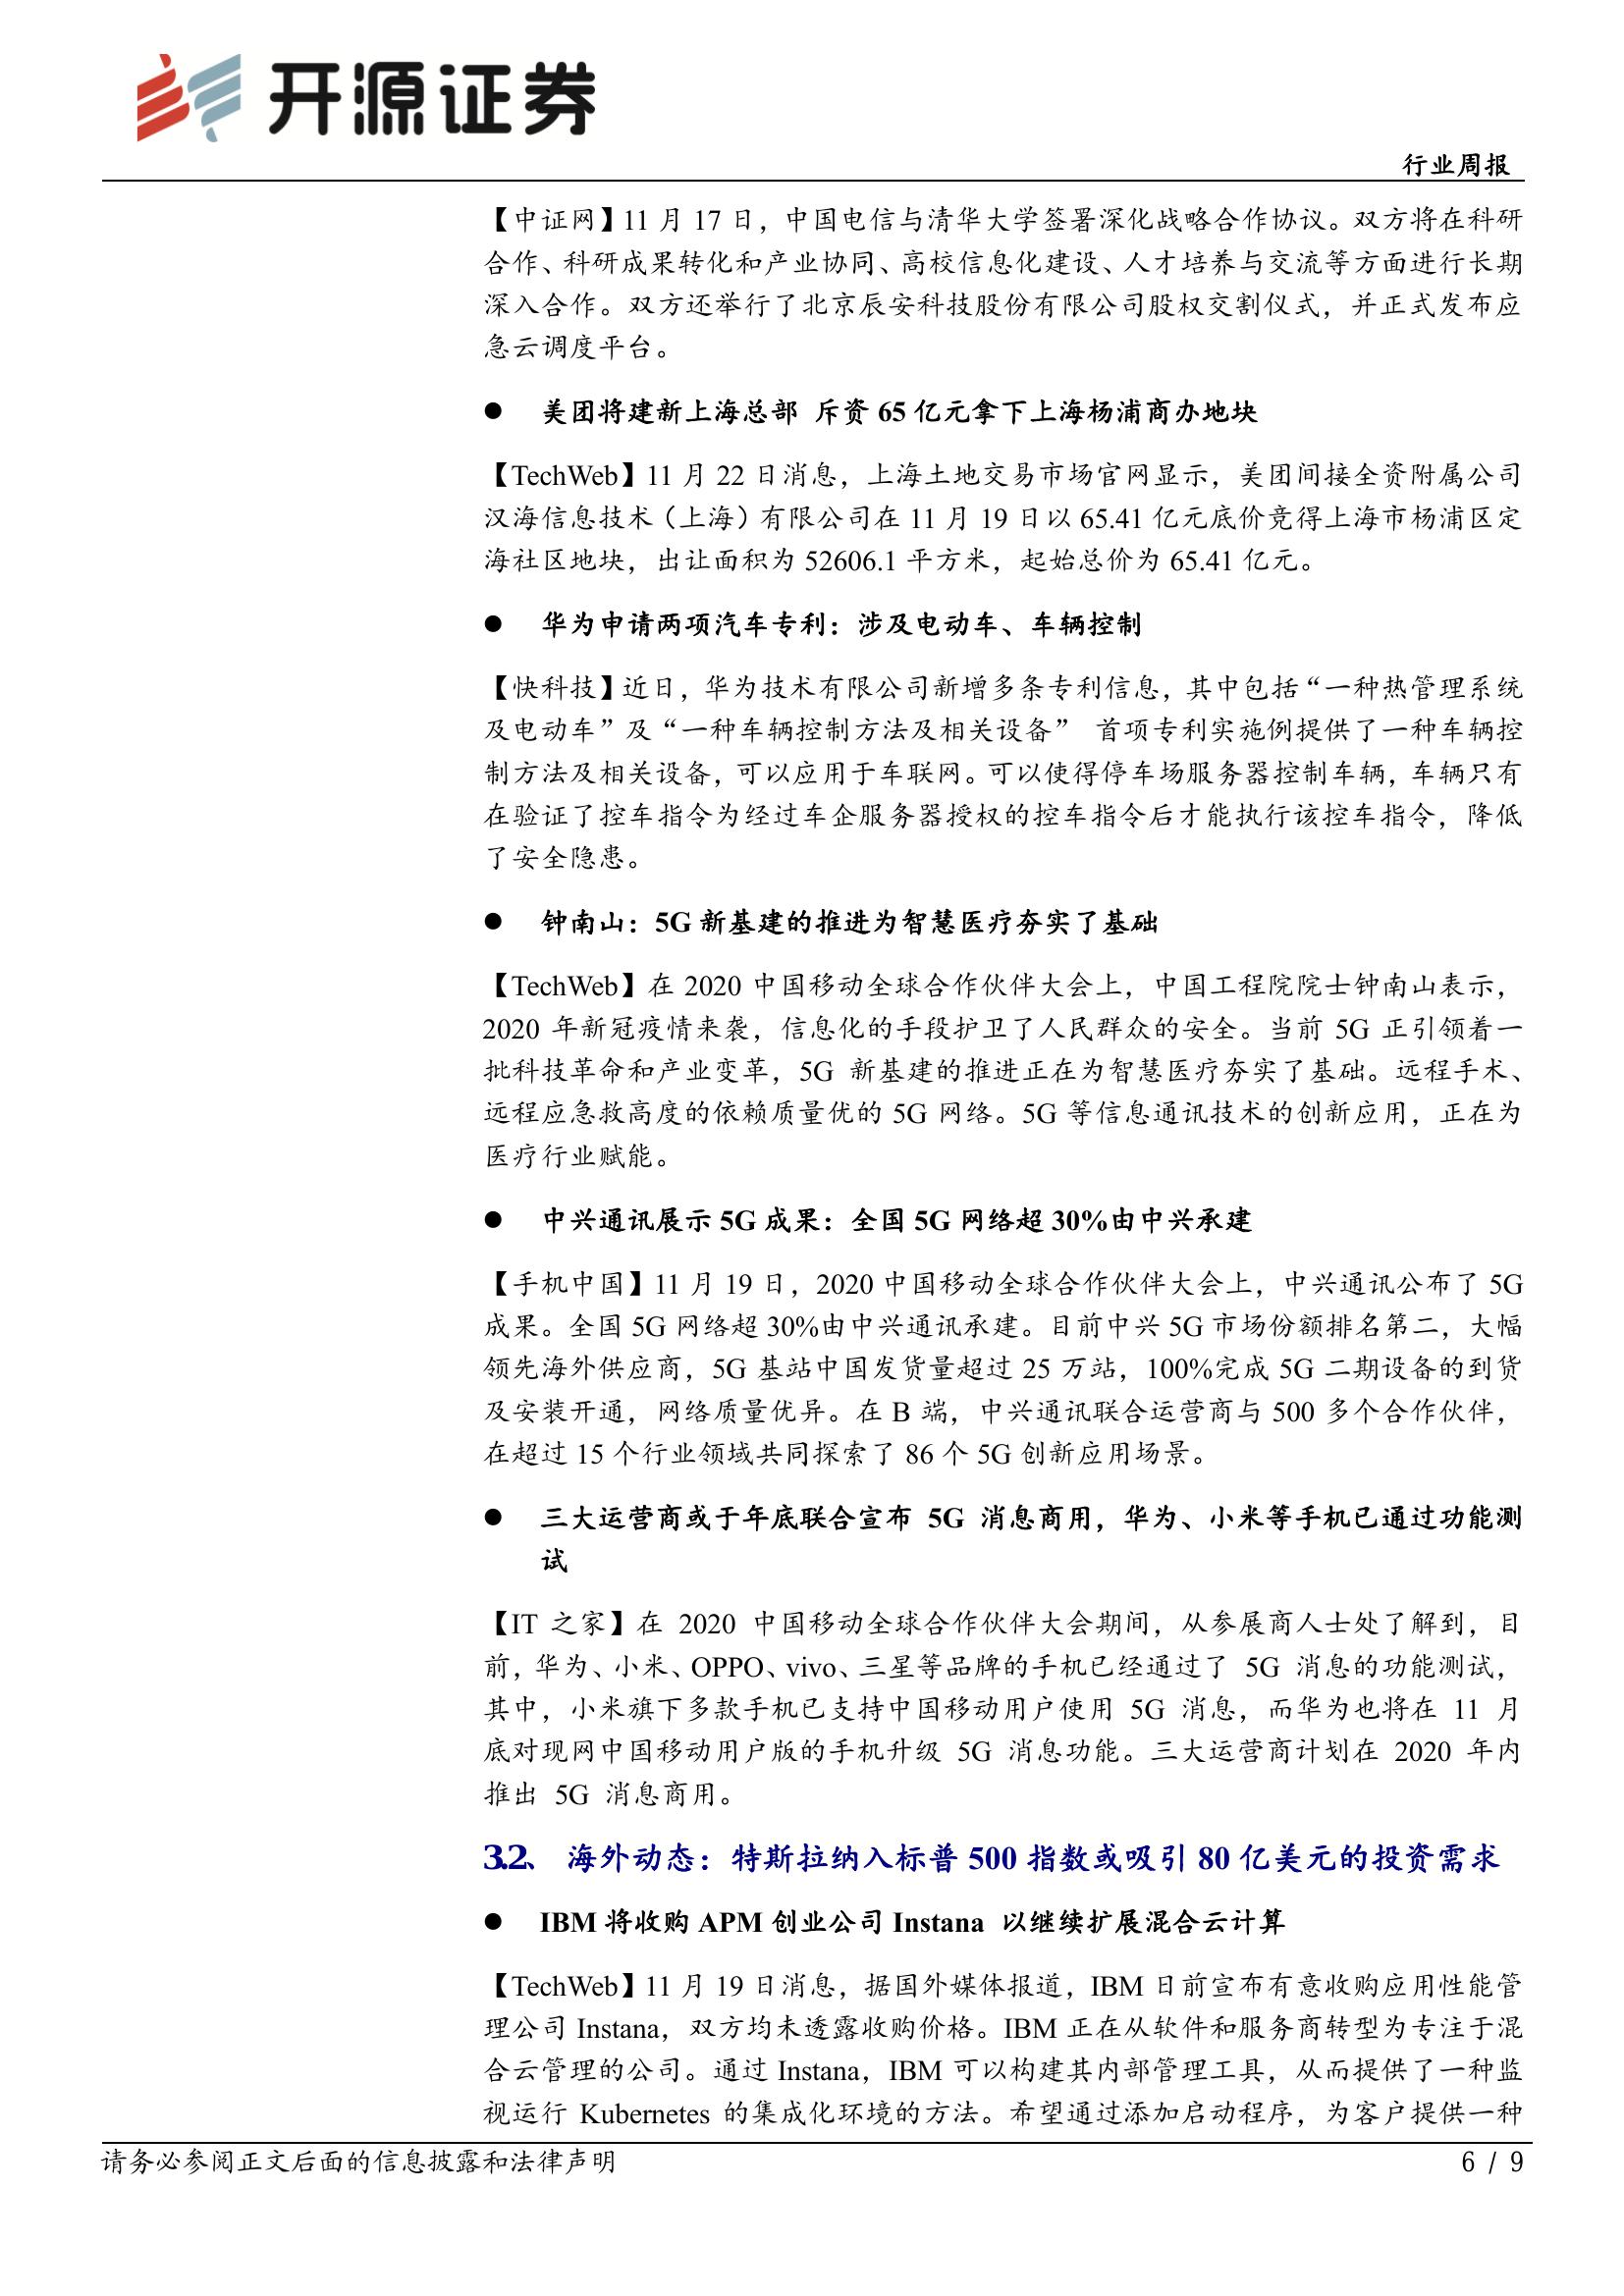 开源证券
行业周报
【中证网】11 月 17 日，中国电信与清华大学签署深化战略合作协议。双方将在科研
合作、科研成果转化和产业协同、高校信息化建设、人才培养与交流等方面进行长期
深入合作。双方还举行了北京辰安科技股份有限公司股权交割仪式，并正式发布应
急云调度平台。
● 美团将建新上海总部 斥资 65 亿元拿下上海杨浦商办地块
【TechWeb】11 月 22 日消息，上海土地交易市场官网显示，美团间接全资附属公司
汉海信息技术（上海）有限公司在 11 月 19 日以 65.41 亿元底价竞得上海市杨浦区定
海社区地块，出让面积为 52606.1 平方米，起始总价为 65.41 亿元。
● 华为申请两项汽车专利：涉及电动车、车辆控制
【快科技】近日，华为技术有限公司新增多条专利信息，其中包括“一种热管理系统
及电动车”及“一种车辆控制方法及相关设备” 首项专利实施例提供了一种车辆控
制方法及相关设备，可以应用于车联网。可以使得停车场服务器控制车辆，车辆只有
在验证了控车指令为经过车企服务器授权的控车指令后才能执行该控车指令，降低
了安全隐患。
● 钟南山：5G 新基建的推进为智慧医疗夯实了基础
【TechWeb】在 2020 中国移动全球合作伙伴大会上，中国工程院院士钟南山表示，
2020 年新冠疫情来袭，信息化的手段护卫了人民群众的安全。当前 5G 正引领着一
批科技革命和产业变革，5G 新基建的推进正在为智慧医疗夯实了基础。远程手术、
远程应急救高度的依赖质量优的 5G 网络。5G 等信息通讯技术的创新应用，正在为
医疗行业赋能。
● 中兴通讯展示 5G 成果：全国 5G 网络超 30%由中兴承建
【手机中国】11 月 19 日，2020 中国移动全球合作伙伴大会上，中兴通讯公布了 5G
成果。全国 5G 网络超 30%由中兴通讯承建。目前中兴 5G 市场份额排名第二，大幅
领先海外供应商，5G 基站中国发货量超过 25 万站，100%完成 5G 二期设备的到货
及安装开通，网络质量优异。在 B 端，中兴通讯联合运营商与 500 多个合作伙伴，
在超过 15 个行业领域共同探索了 86 个 5G 创新应用场景。
● 三大运营商或于年底联合宣布 5G 消息商用，华为、小米等手机已通过功能测
试
【IT 之家】在 2020 中国移动全球合作伙伴大会期间，从参展商人士处了解到，目
前，华为、小米、OPPO、vivo、三星等品牌的手机已经通过了 5G 消息的功能测试，
其中，小米旗下多款手机已支持中国移动用户使用 5G 消息，而华为也将在 11 月
底对现网中国移动用户版的手机升级 5G 消息功能。三大运营商计划在 2020 年内
推出 5G 消息商用。
3.2、 海外动态：特斯拉纳入标普 500 指数或吸引 80 亿美元的投资需求
● IBM 将收购 APM 创业公司 Instana 以继续扩展混合云计算
【TechWeb】11 月 19 日消息，据国外媒体报道，IBM 日前宣布有意收购应用性能管
理公司 Instana，双方均未透露收购价格。IBM 正在从软件和服务商转型为专注于混
合云管理的公司。通过 Instana，IBM 可以构建其内部管理工具，从而提供了一种监
视运行 Kubernetes 的集成化环境的方法。希望通过添加启动程序，为客户提供一种
请务必参阅正文后面的信息披露和法律声明
6 / 9